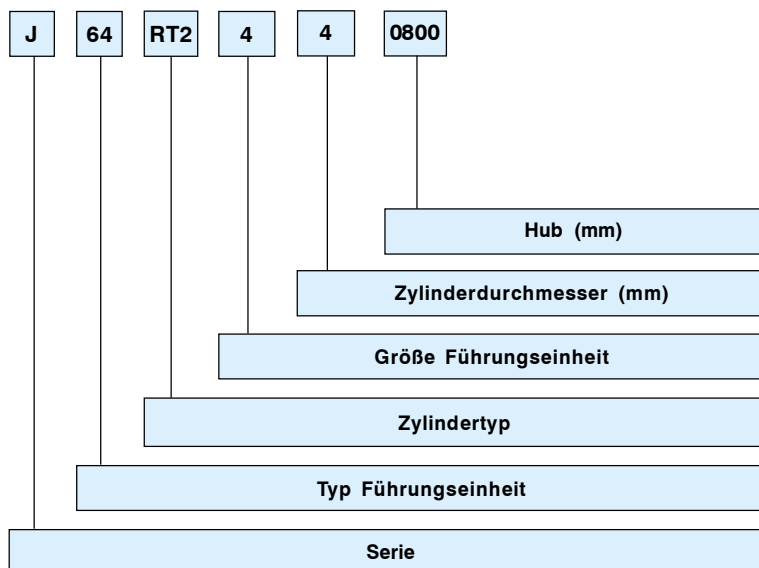 J 64 RT2 4 4 0800
Hub (mm)
Zylinderdurchmesser (mm)
Größe Führungseinheit
Zylindertyp
Typ Führungseinheit
Serie